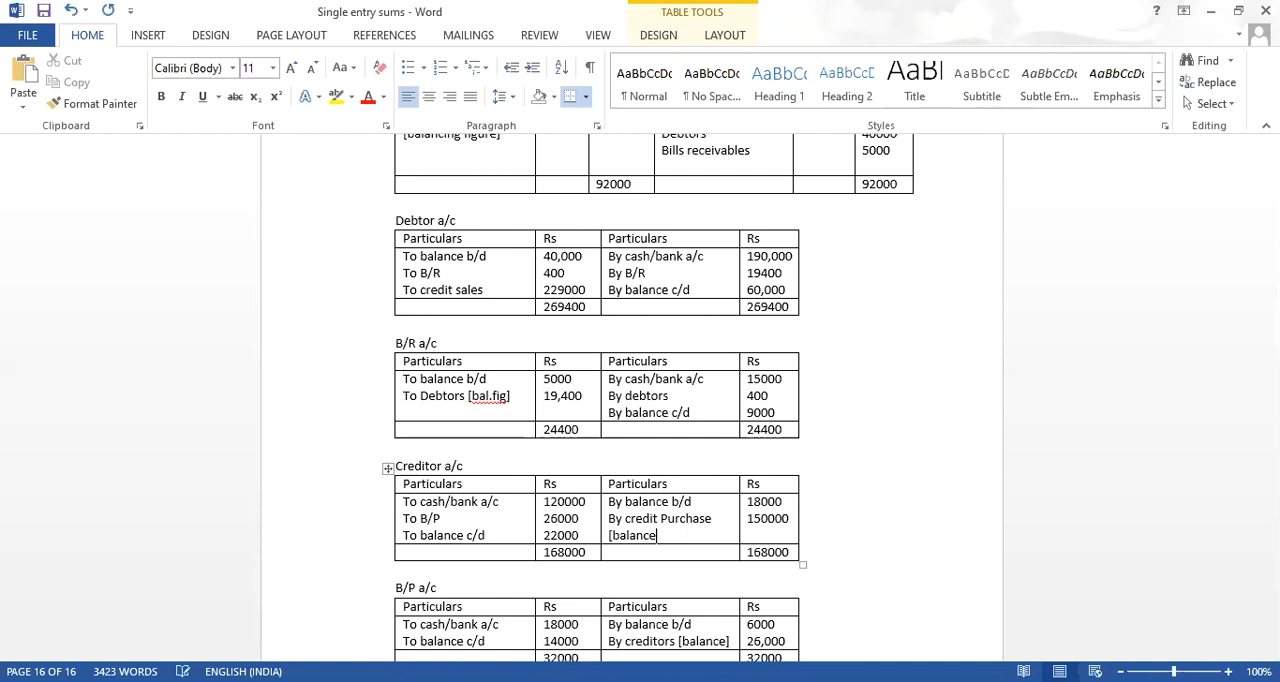 Single entry sums - Word
TABLE TOOLS
FILE
HOME
INSERT
DESIGN
PAGE LAYOUT
REFERENCES
MAILINGS
REVIEW
VIEW
DESIGN
LAYOUT
Paste
Cut
Copy
Format Painter
Clipboard
Calibri (Body)
11
Font
Paragraph
AaBbCcDc
¶ Normal
AaBbCcDc
¶ No Spac...
AaBbCc
Heading 1
AaBbCcC
Heading 2
AaBI
Title
AaBbCcD
Subtitle
AaBbCcDc
Subtle Em...
AaBbCcDc
Emphasis
Styles
Find
Replace
Select
Editing
[balancing figure] Debtors 40000
Bills receivables 5000
92000 92000
Debtor a/c
Particulars Rs Particulars Rs
To balance b/d 40,000 By cash/bank a/c 190,000
To B/R 400 By B/R 19400
To credit sales 229000 By balance c/d 60,000
269400 269400
B/R a/c
Particulars Rs Particulars Rs
To balance b/d 5000 By cash/bank a/c 15000
To Debtors [bal.fig] 19,400 By debtors 400
By balance c/d 9000
24400 24400
Creditor a/c
Particulars Rs Particulars Rs
To cash/bank a/c 120000 By balance b/d 18000
To B/P 26000 By credit Purchase 150000
To balance c/d 22000 [balance
168000 168000
B/P a/c
Particulars Rs Particulars Rs
To cash/bank a/c 18000 By balance b/d 6000
To balance c/d 14000 By creditors [balance] 26,000
32000 32000
PAGE 16 OF 16
3423 WORDS
ENGLISH (INDIA)
100%